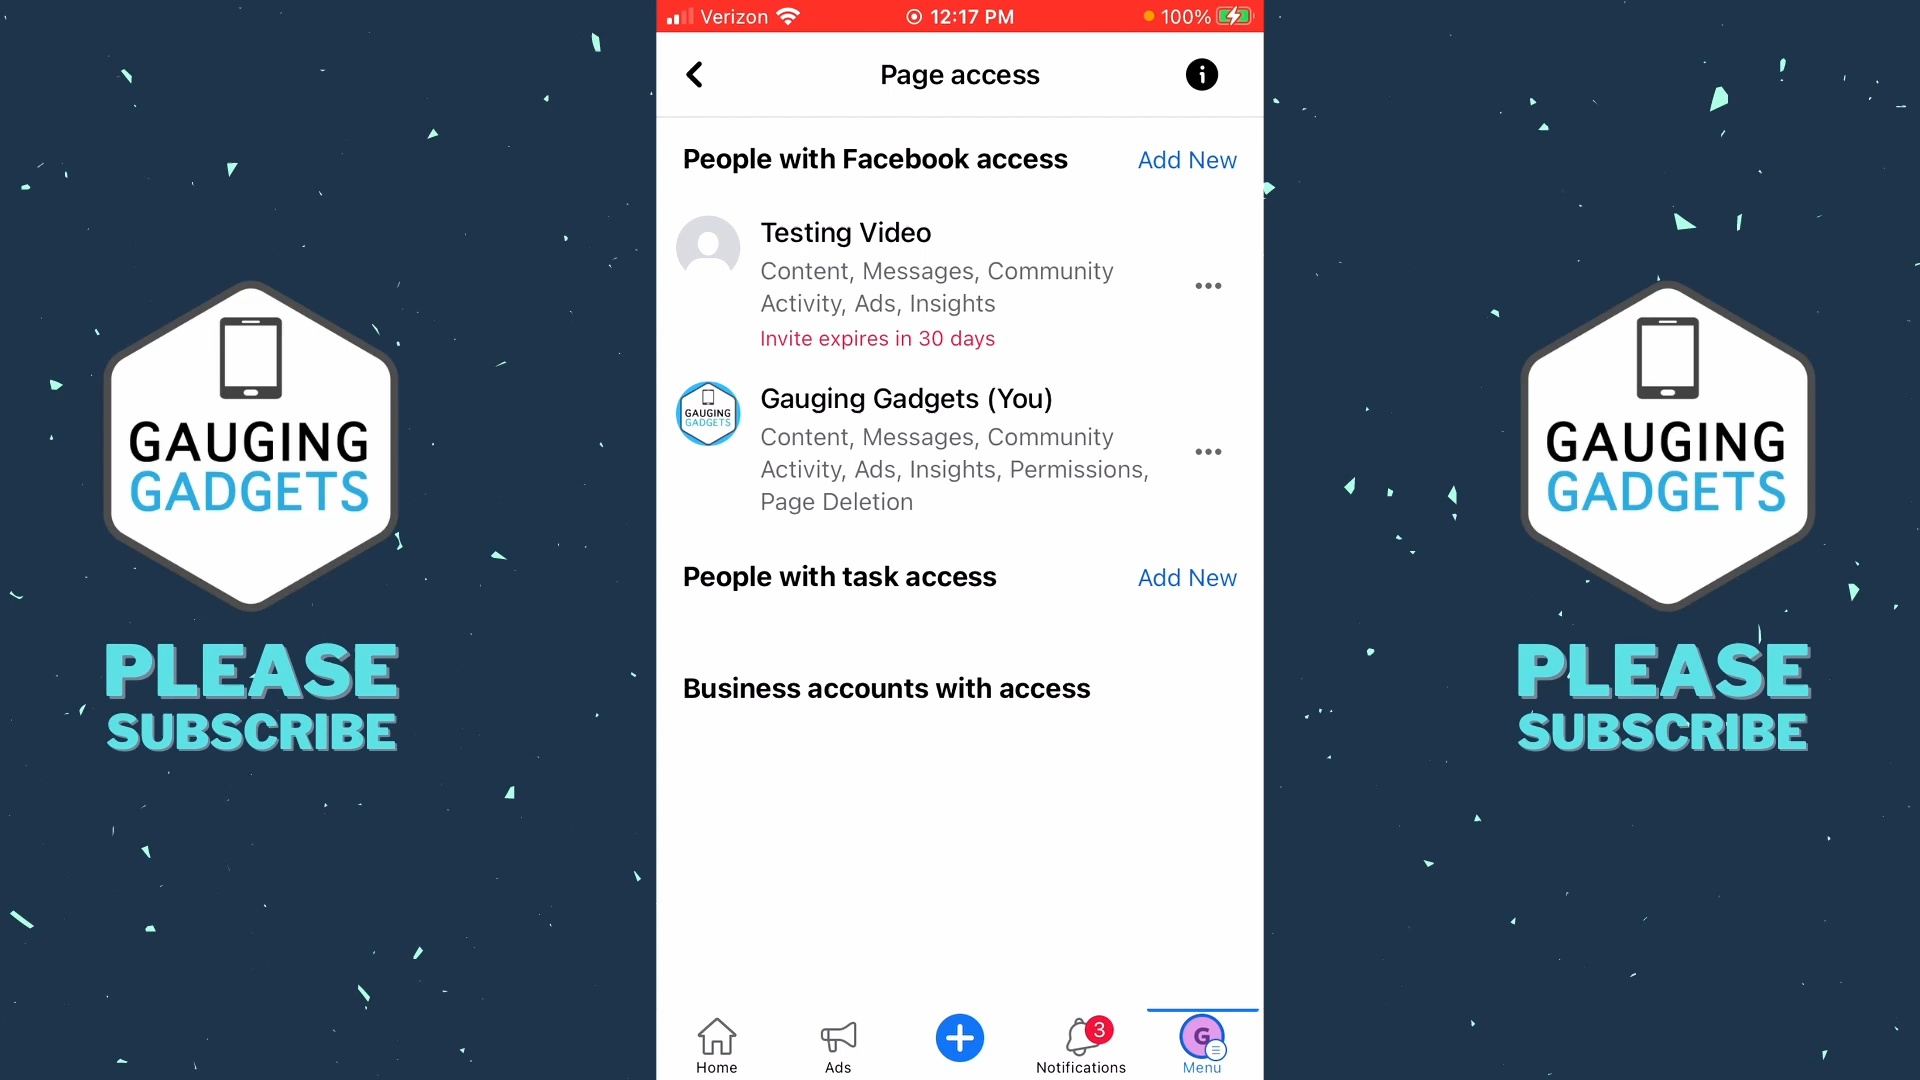 Verizon
12:17 PM
100%
Page access
People with Facebook access
Add New
Testing Video
Content, Messages, Community
Activity, Ads, Insights
Invite expires in 30 days
GAUGING
GADGETS
Gauging Gadgets (You)
Content, Messages, Community
Activity, Ads, Insights, Permissions,
Page Deletion
People with task access
Add New
Business accounts with access
Home
Ads
3
Notifications
G
Menu
GAUGING
GADGETS
PLEASE
SUBSCRIBE
GAUGING
GADGETS
PLEASE
SUBSCRIBE